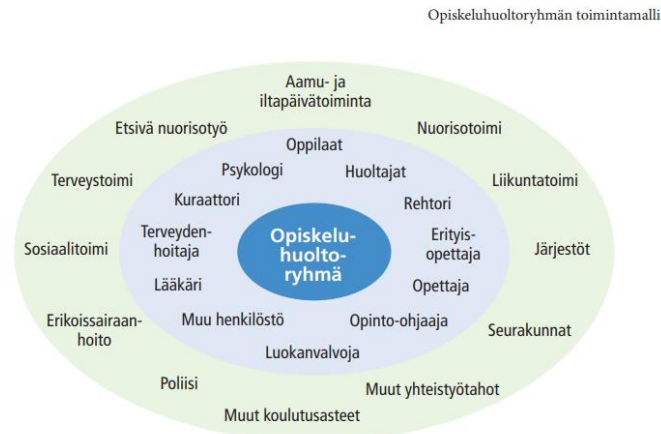 Opiskeluhuoltoryhmän toimintamalli
Aamu- ja
iltapäivätoiminta
Etsivä nuorisotyö
Nuorisotoimi
Oppilaat
Psykologi
Huoltajat
Terveystoimi
Liikuntatoimi
Kuraattori
Rehtori
Sosiaalitoimi
Terveyden-
hoitaja
Opiskelu-
huolto-
ryhmä
Erityis-
opettaja
Järjestöt
Lääkäri
Opettaja
Erikoissairaan-
hoito
Muu henkilöstö
Opinto-ohjaaja
Seurakunnat
Luokanvalvoja
Poliisi
Muut yhteistyötahot
Muut koulutusasteet